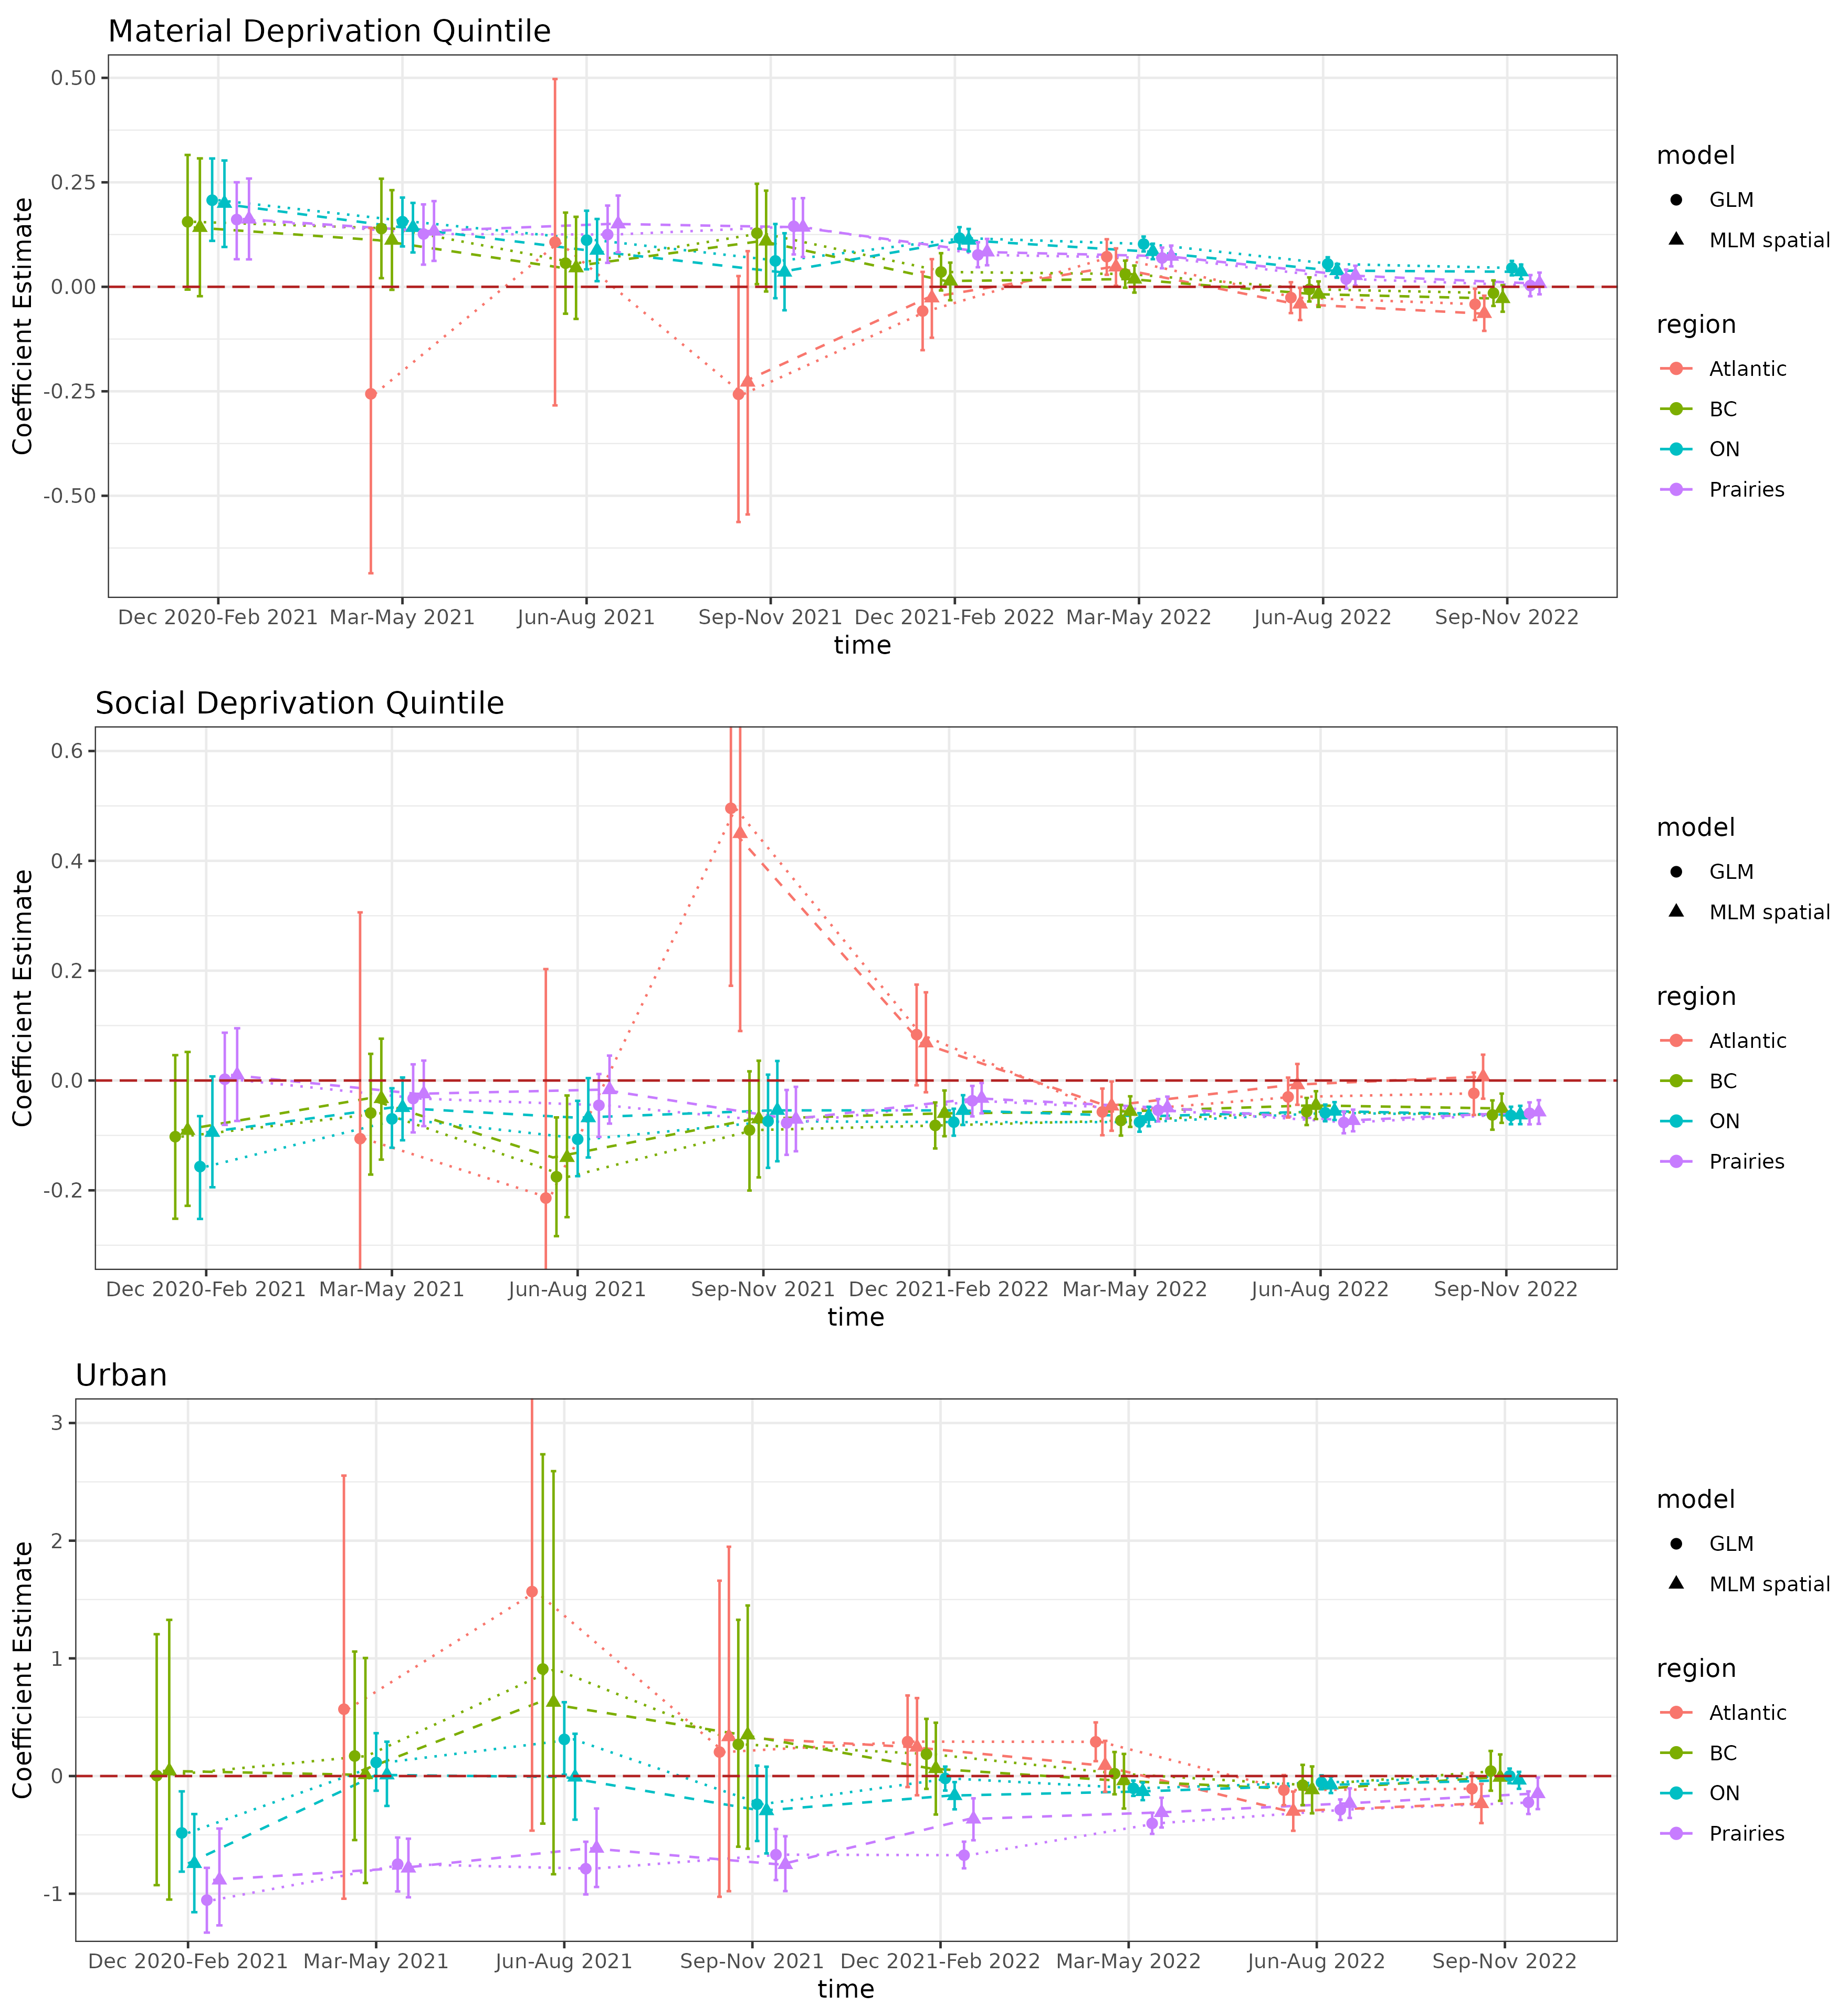 Material Deprivation Quintile
0.50
0.25
0.00
-0.25
-0.50
Coefficient Estimate
Dec 2020-Feb 2021 Mar-May 2021 Jun-Aug 2021 Sep-Nov 2021 Dec 2021-Feb 2022 Mar-May 2022 Jun-Aug 2022 Sep-Nov 2022
time
model
GLM
MLM spatial
region
Atlantic
BC
ON
Prairies
Social Deprivation Quintile
0.6
0.4
0.2
0.0
-0.2
Coefficient Estimate
Dec 2020-Feb 2021 Mar-May 2021 Jun-Aug 2021 Sep-Nov 2021 Dec 2021-Feb 2022 Mar-May 2022 Jun-Aug 2022 Sep-Nov 2022
time
model
GLM
MLM spatial
region
Atlantic
BC
ON
Prairies
Urban
3
2
1
0
-1
Coefficient Estimate
Dec 2020-Feb 2021 Mar-May 2021 Jun-Aug 2021 Sep-Nov 2021 Dec 2021-Feb 2022 Mar-May 2022 Jun-Aug 2022 Sep-Nov 2022
time
model
GLM
MLM spatial
region
Atlantic
BC
ON
Prairies